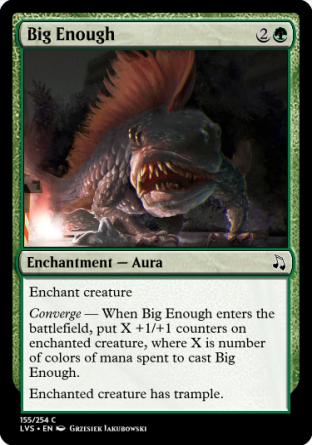 Big Enough 2
Enchantment — Aura
Enchant creature
Converge — When Big Enough enters the
battlefield, put X +1/+1 counters on
enchanted creature, where X is number
of colors of mana spent to cast Big
Enough.
Enchanted creature has trample.
155/254 C
LVS • EN Grzesiek Jakubowski